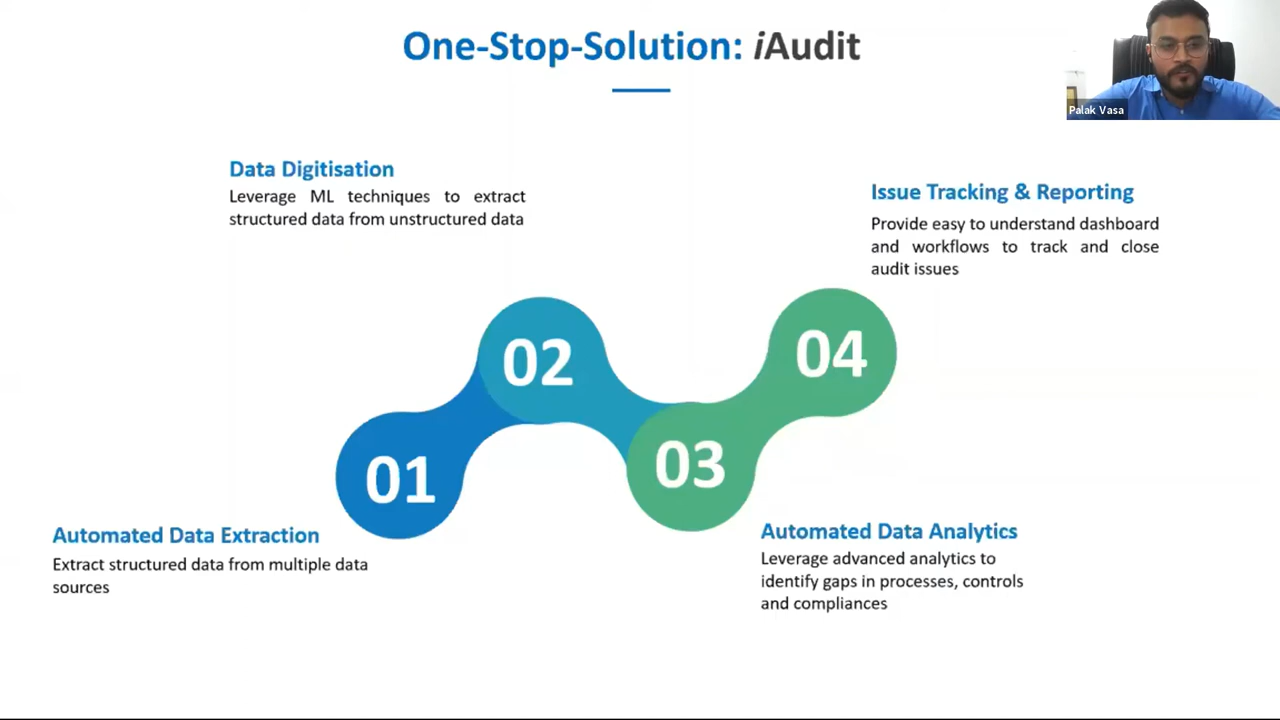 One-Stop-Solution: iAudit
Palak Vasa
Data Digitisation
Leverage ML techniques to extract
structured data from unstructured data
Issue Tracking & Reporting
Provide easy to understand dashboard
and workflows to track and close
audit issues
02
04
03
01
Automated Data Extraction
Extract structured data from multiple data
sources
Automated Data Analytics
Leverage advanced analytics to
identify gaps in processes, controls
and compliances